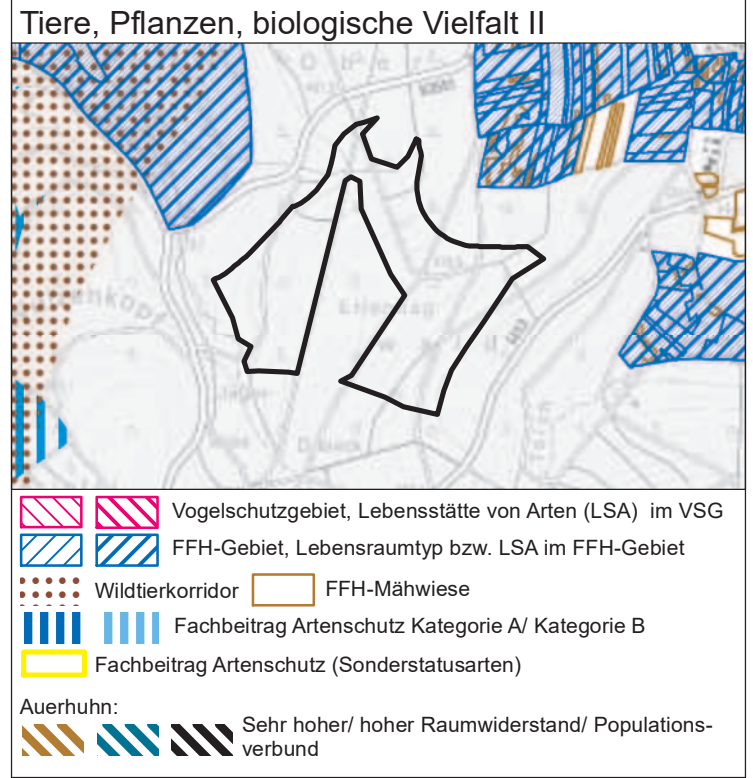 Tiere, Pflanzen, biologische Vielfalt II
Vogelschutzgebiet, Lebensstätte von Arten (LSA) im VSG
FFH-Gebiet, Lebensraumtyp bzw. LSA im FFH-Gebiet
Wildtierkorridor FFH-Mähwiese
Fachbeitrag Artenschutz Kategorie A/ Kategorie B
Fachbeitrag Artenschutz (Sonderstatusarten)
Auerhuhn:
Sehr hoher/ hoher Raumwiderstand/ Populations-
verbund